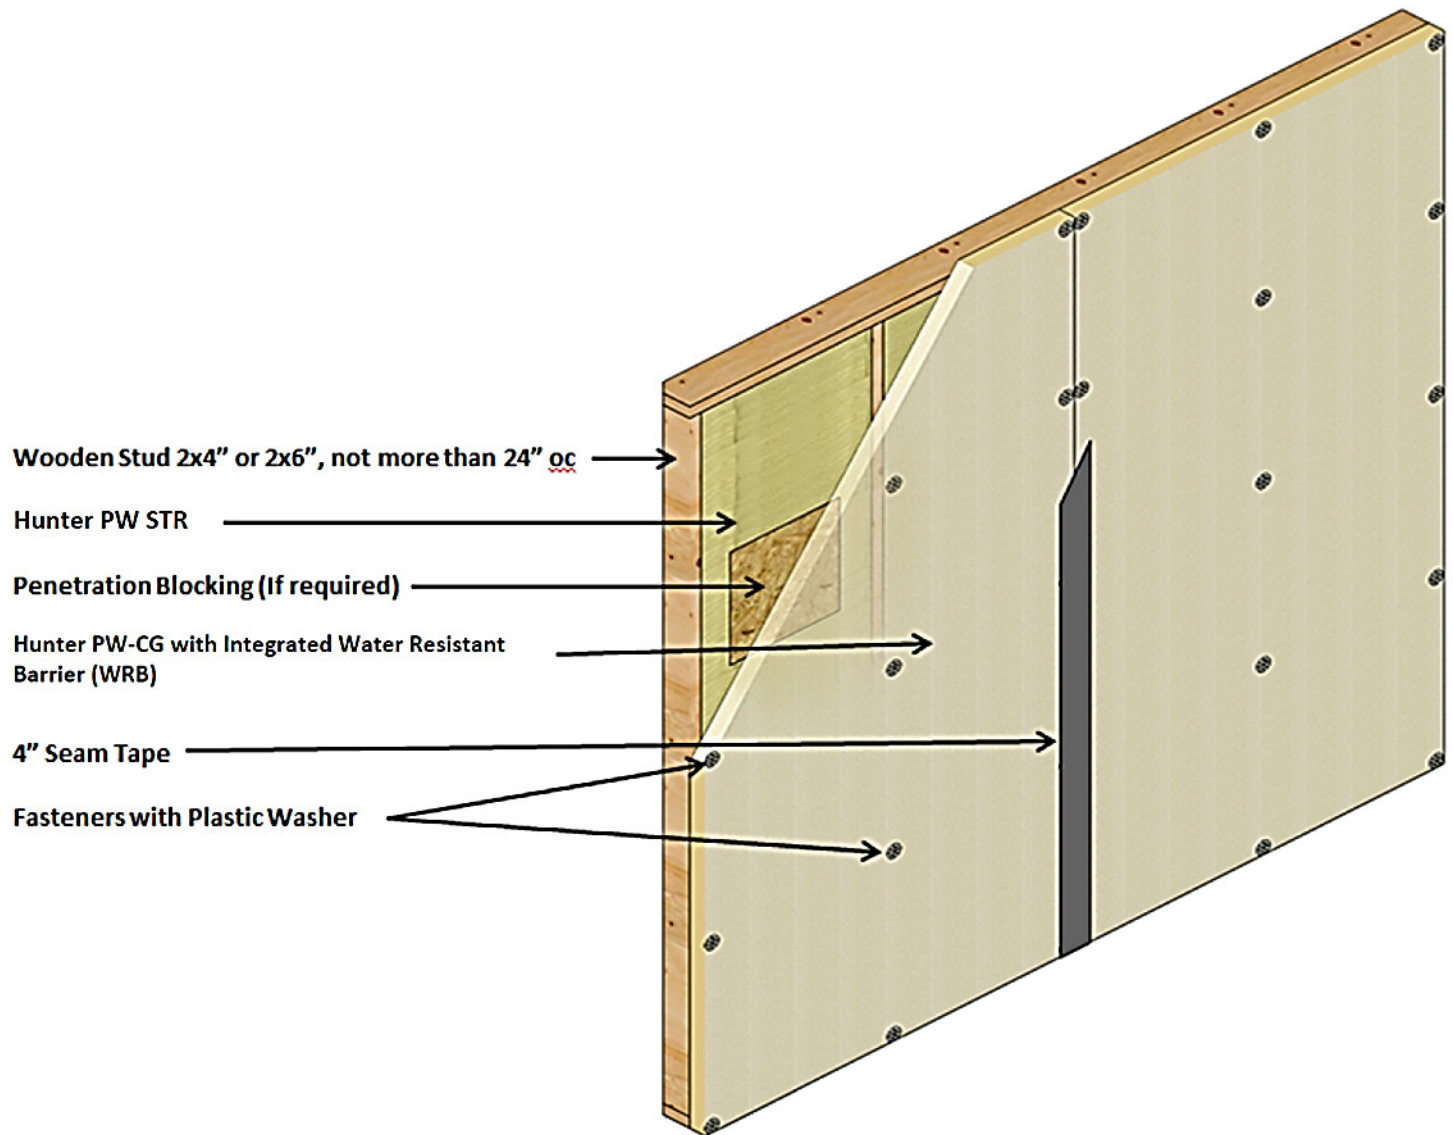 Wooden Stud 2x4” or 2x6”, not more than 24” oc
Hunter PW STR
Penetration Blocking (If required)
Hunter PW-CG with Integrated Water Resistant
Barrier (WRB)
4” Seam Tape
Fasteners with Plastic Washer